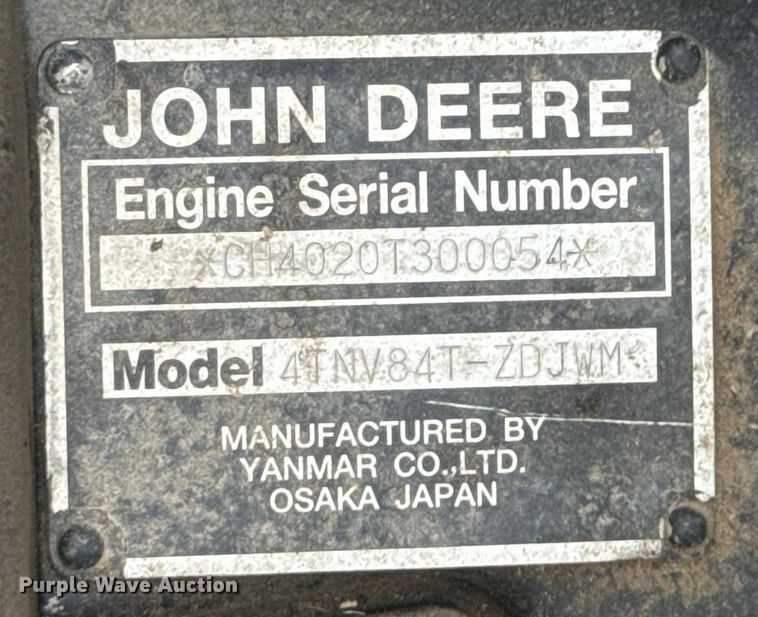 JOHN DEERE
Engine Serial Number
*CH4020T300054*
Model 4TNV84T-ZDJWM
MANUFACTURED BY
YANMAR CO.,LTD.
OSAKA JAPAN
Purple Wave Auction